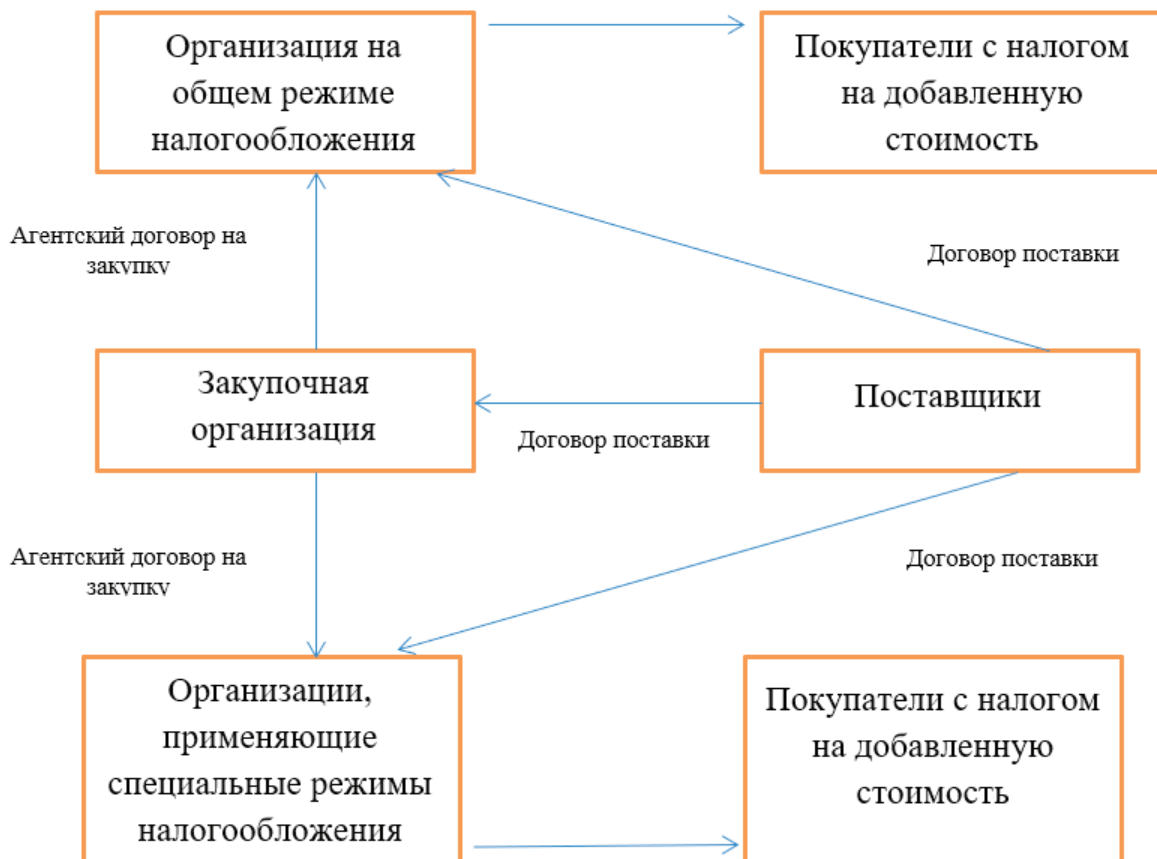 Организация на
общем режиме
налогообложения
Покупатели с налогом
на добавленную
стоимость
Агентский договор на
закупку
Договор поставки
Закупочная
организация
Поставщики
Договор поставки
Агентский договор на
закупку
Договор поставки
Организации,
применяющие
специальные режимы
налогообложения
Покупатели с налогом
на добавленную
стоимость